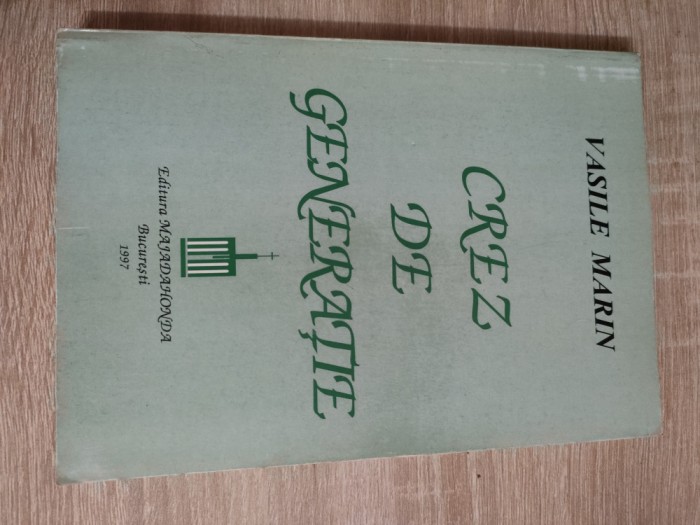 VASILE MARIN
CREZ
DE
GENERAȚIE
Editura MAJADAHONDA
București
1997